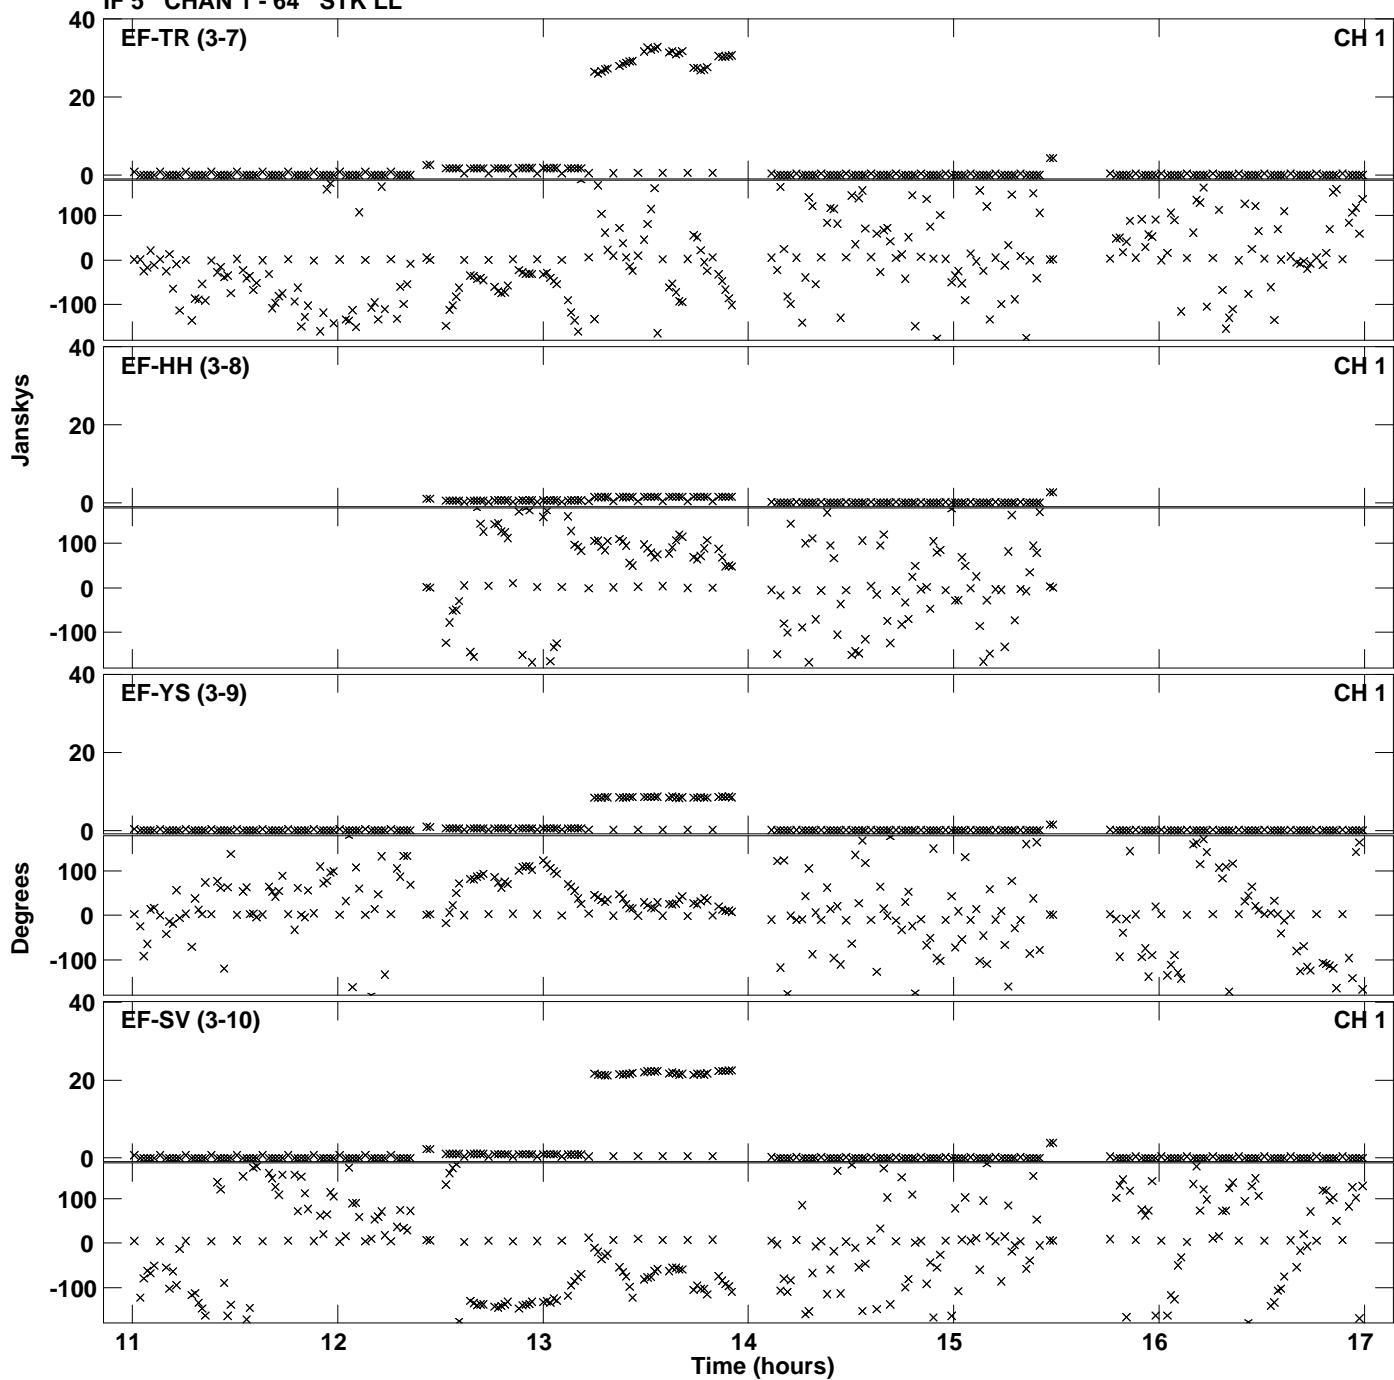 IF 5 CHAN 1 - 64 STK LL
40
EF-TR (3-7) CH 1
20
0
100
0
-100
40
EF-HH (3-8) CH 1
20
0
100
0
-100
Janskys
40
EF-YS (3-9) CH 1
20
0
100
0
-100
Degrees
40
EF-SV (3-10) CH 1
20
0
100
0
-100
11 12 13 14 15 16 17
Time (hours)